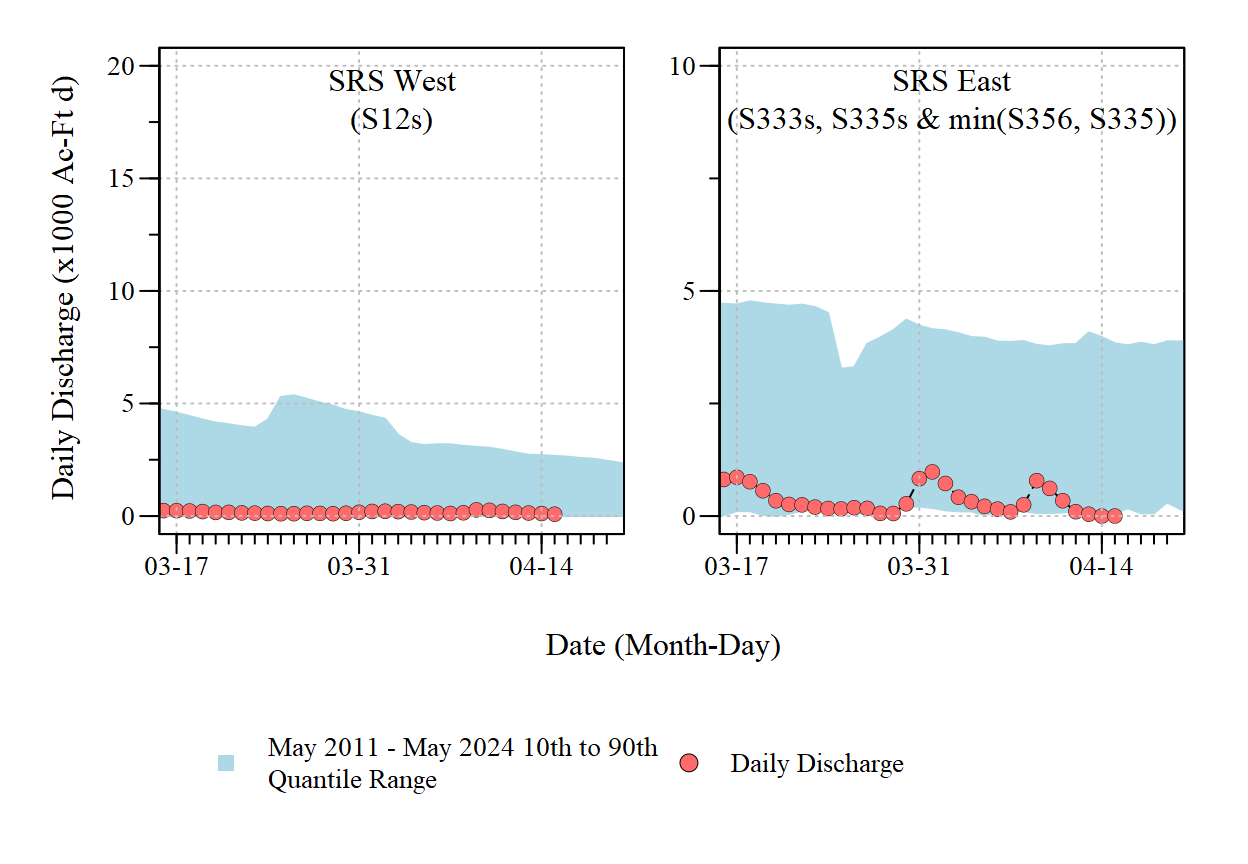 Daily Discharge (x1000 Ac-Ft d)
20
15
10
5
0
SRS West
(S12s)
03-17
03-31
04-14
10
5
0
SRS East
(S333s, S335s & min(S356, S335))
03-17
03-31
04-14
Date (Month-Day)
May 2011 - May 2024 10th to 90th
Quantile Range
Daily Discharge